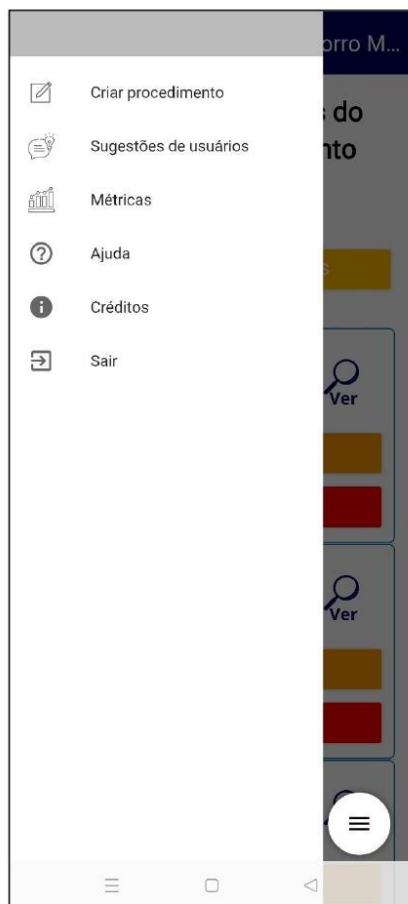 orro M...
Criar procedimento
do
Sugestões de usuários
nto
Métricas
Ajuda
S
Créditos
Sair
Ver
Ver